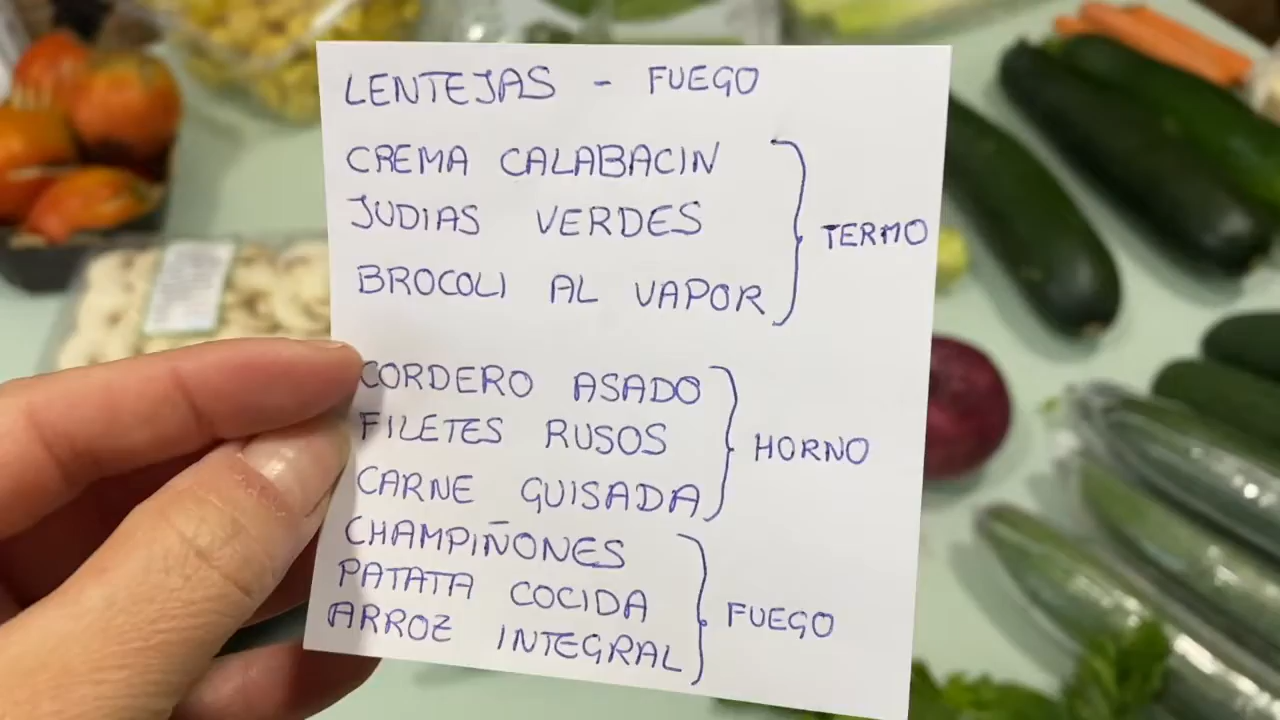 LENTEJAS - FUEGO
CREMA CALABACIN
JUDIAS VERDES
BROCOLI AL VAPOR
TERMO
CORDERO ASADO
FILETES RUSOS
CARNE GUISADA
HORNO
CHAMPIÑONES
PATATA COCIDA
ARROZ INTEGRAL
FUEGO